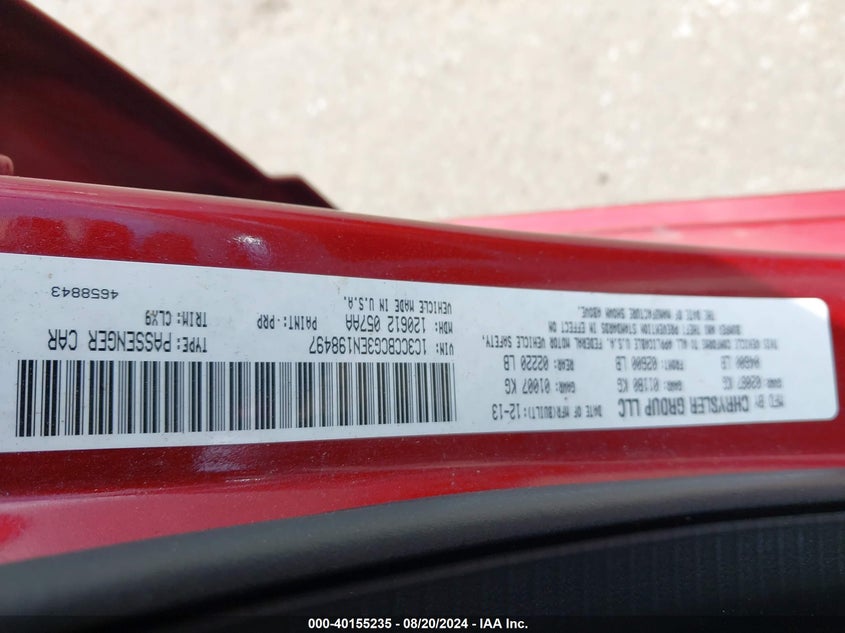 MFD BY CHRYSLER GROUP LLC DATE OF MFR(BUILT): 12-13
GVWR: 02087 KG GAWR: 01180 KG GAWR: 01007 KG
04600 LB FRONT: 02600 LB REAR: 02220 LB
THIS VEHICLE CONFORMS TO ALL APPLICABLE U.S.A. FEDERAL MOTOR VEHICLE SAFETY,
BUMPER AND THEFT PREVENTION STANDARDS IN EFFECT ON
THE DATE OF MANUFACTURE SHOWN ABOVE.
VIN: 1C3CCBCG3EN198497 TYPE: PASSENGER CAR
MDH: 120612 057AA PAINT: PRP TRIM: CLX9
VEHICLE MADE IN U.S.A. 4658843
000-40155235 - 08/20/2024 - IAA Inc.